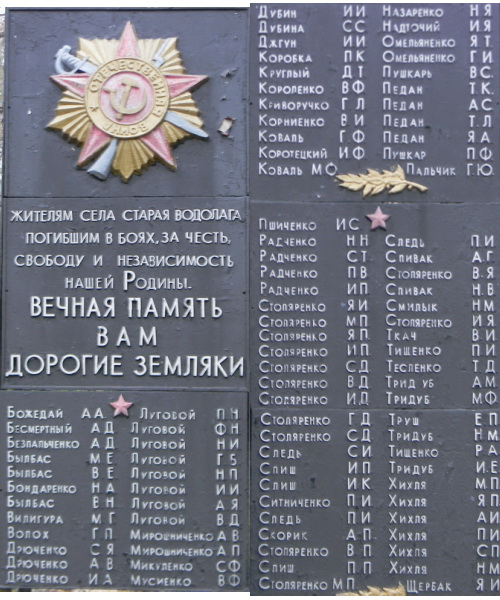 ОТЕЧЕСТВЕННАЯ
ВОЙНА
ЖИТЕЛЯМ СЕЛА СТАРАЯ ВОДОЛАГА
ПОГИБШИМ В БОЯХ, ЗА ЧЕСТЬ,
СВОБОДУ И НЕЗАВИСИМОСТЬ
НАШЕЙ РОДИНЫ.
ВЕЧНАЯ ПАМЯТЬ
ВАМ
ДОРОГИЕ ЗЕМЛЯКИ
БОЖЕДАЙ А А. ЛУГОВОЙ П Н
БЕСМЕРТНЫЙ А Д ЛУГОВОЙ Ф Н
БЕЗПАЛЬЧЕНКО А Д ЛУГОВОЙ Н И
БЫЛБАС М Е ЛУГОВОЙ Г Б
БЫЛБАС В Е ЛУГОВОЙ Н П
БОНДАРЕНКО Н А ЛУГОВОЙ И И
БЫЛБАС В Н ЛУГОВОЙ А Я
ВИЛИГУРА М Г ЛУГОВОЙ В Д
ВОЛОХ Г П МИРОШНИЧЕНКО А В
ДРЮЧЕНКО С Я МИРОШНИЧЕНКО А П
ДРЮЧЕНКО А В МИКУЛЕНКО С Ф
ДРЮЧЕНКО И А МУСИЕНКО В Ф
ДУБИН И И НАЗАРЕНКО Н Я
ДУБИНА С С НАДТОЧИЙ И Я
ДЖГУН И И ОМЕЛЬЯНЕНКО Я Т
КОРОБКА П К ОМЕЛЬЯНЕНКО Г И.
КРУГЛЫЙ Д Т ПУШКАРЬ В С.
КОРОЛЕНКО В Ф ПЕДАН Т К.
КРИВОРУЧКО Г Л ПЕДАН А С.
КОРНИЕНКО В И ПЕДАН Т. Л
КОВАЛЬ Г. Ф ПЕДАН Я А.
КОРОТЕЦКИЙ И Ф ПУШКАР П Ф.
КОВАЛЬ М Ф ПАЛЬЧИК Г. Ю.
ПШИЧЕНКО И С
РАДЧЕНКО Н Н СЛЕДЬ П И
РАДЧЕНКО С Т СПИВАК А Г.
РАДЧЕНКО П В СТОЛЯРЕНКО В. Я
РАДЧЕНКО И П СПИВАК Н. В
СТОЛЯРЕНКО Я И СМИЛЫК Н М
СТОЛЯРЕНКО М П СТОЛЯРЕНКО И Я
СТОЛЯРЕНКО Я П ТКАЧ В И
СТОЛЯРЕНКО И П ТИЩЕНКО П И
СТОЛЯРЕНКО С Д ТЕСЛЕНКО Т Д
СТОЛЯРЕНКО В Д ТРИДУБ А М
СТОЛЯРЕНКО И Д ТРИДУБ М Ф
СТОЛЯРЕНКО Г Д ТРУШ Е П
СТОЛЯРЕНКО С Д ТРИДУБ Н М
СЛЕДЬ С И ТИЩЕНКО Р А
СПИШ И П ТРИДУБ И. Е
СПИШ И К ХИХЛЯ М П
СИТНИЧЕНКО П И ХИХЛЯ Я П
СЛЕДЬ П И ХИХЛЯ А И
СКОРИК А П ХИХЛЯ П И
СТОЛЯРЕНКО В П ХИХЛЯ С П
СПИШ П П ХИХЛЯ Н М
СТОЛЯРЕНКО М П ЩЕРБАК Я И